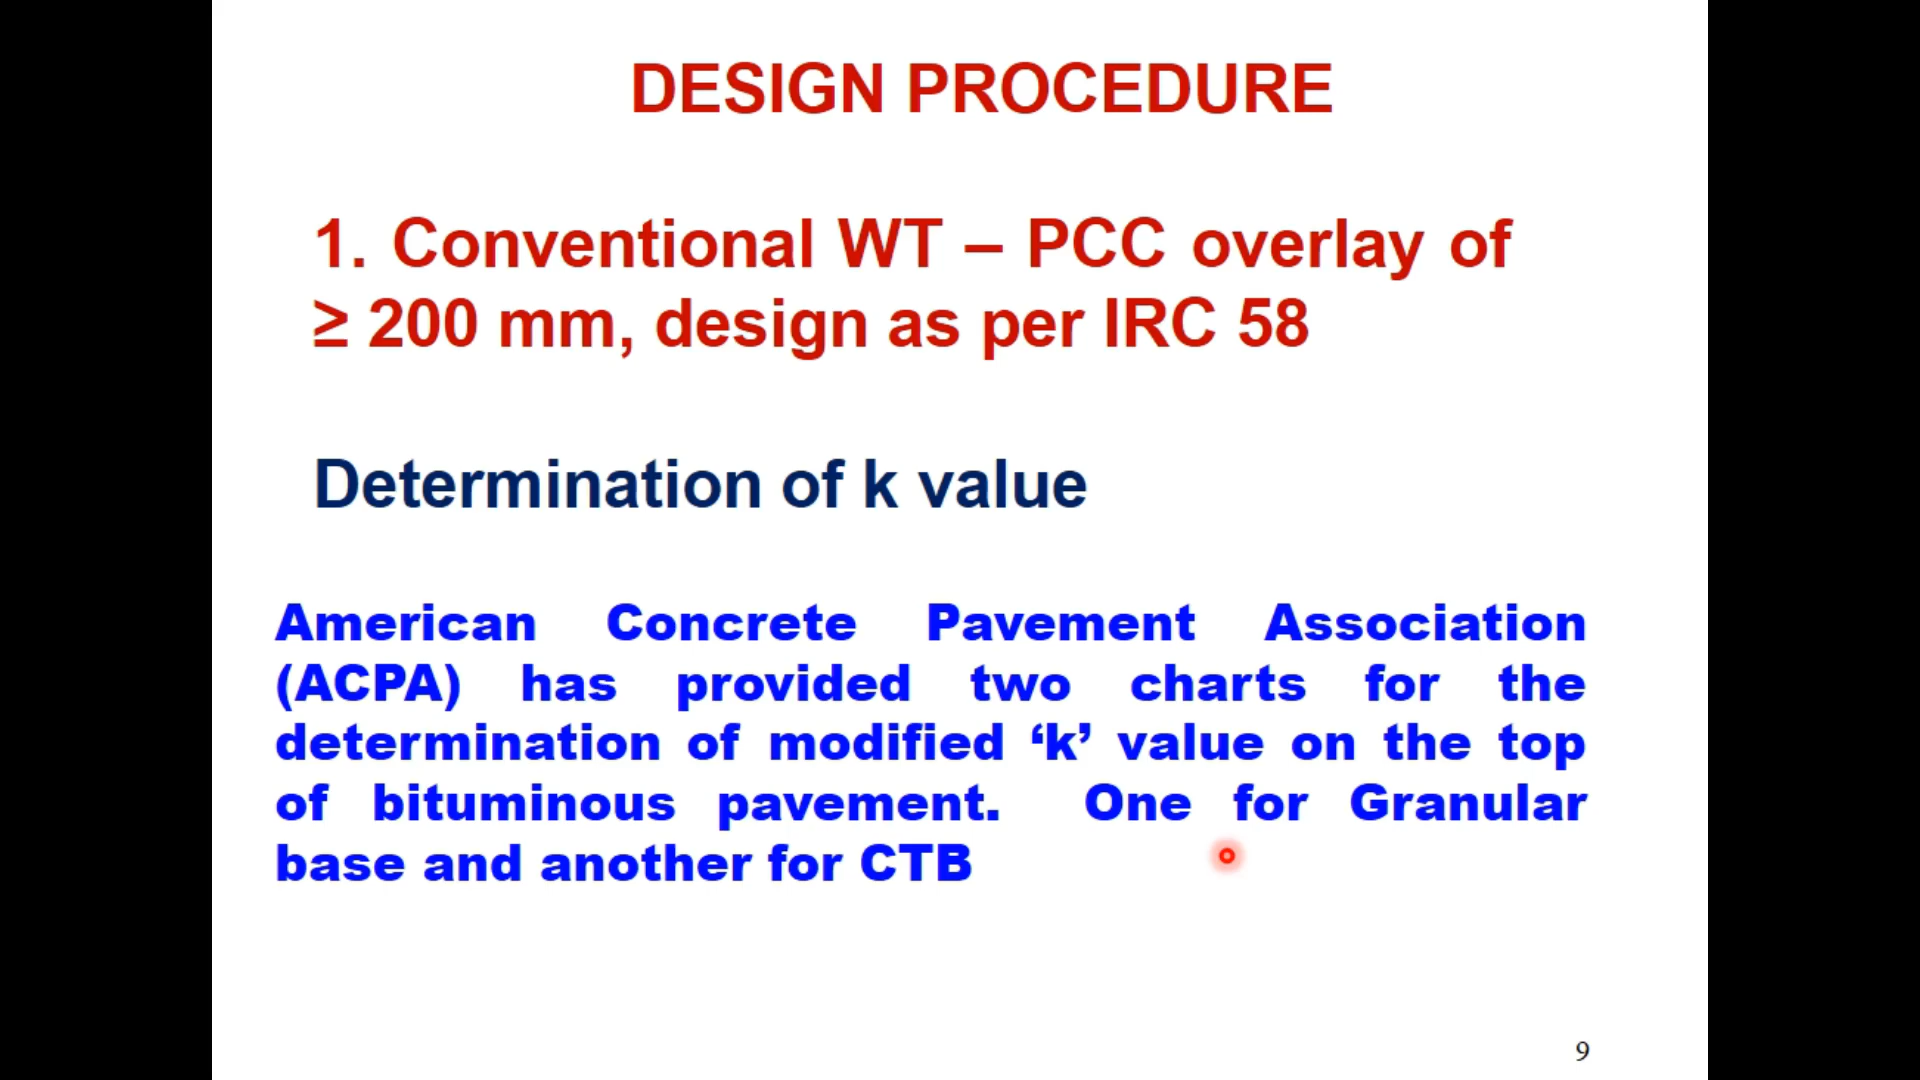 DESIGN PROCEDURE
1. Conventional WT – PCC overlay of
≥ 200 mm, design as per IRC 58
Determination of k value
American Concrete Pavement Association
(ACPA) has provided two charts for the
determination of modified ‘k’ value on the top
of bituminous pavement. One for Granular
base and another for CTB
9